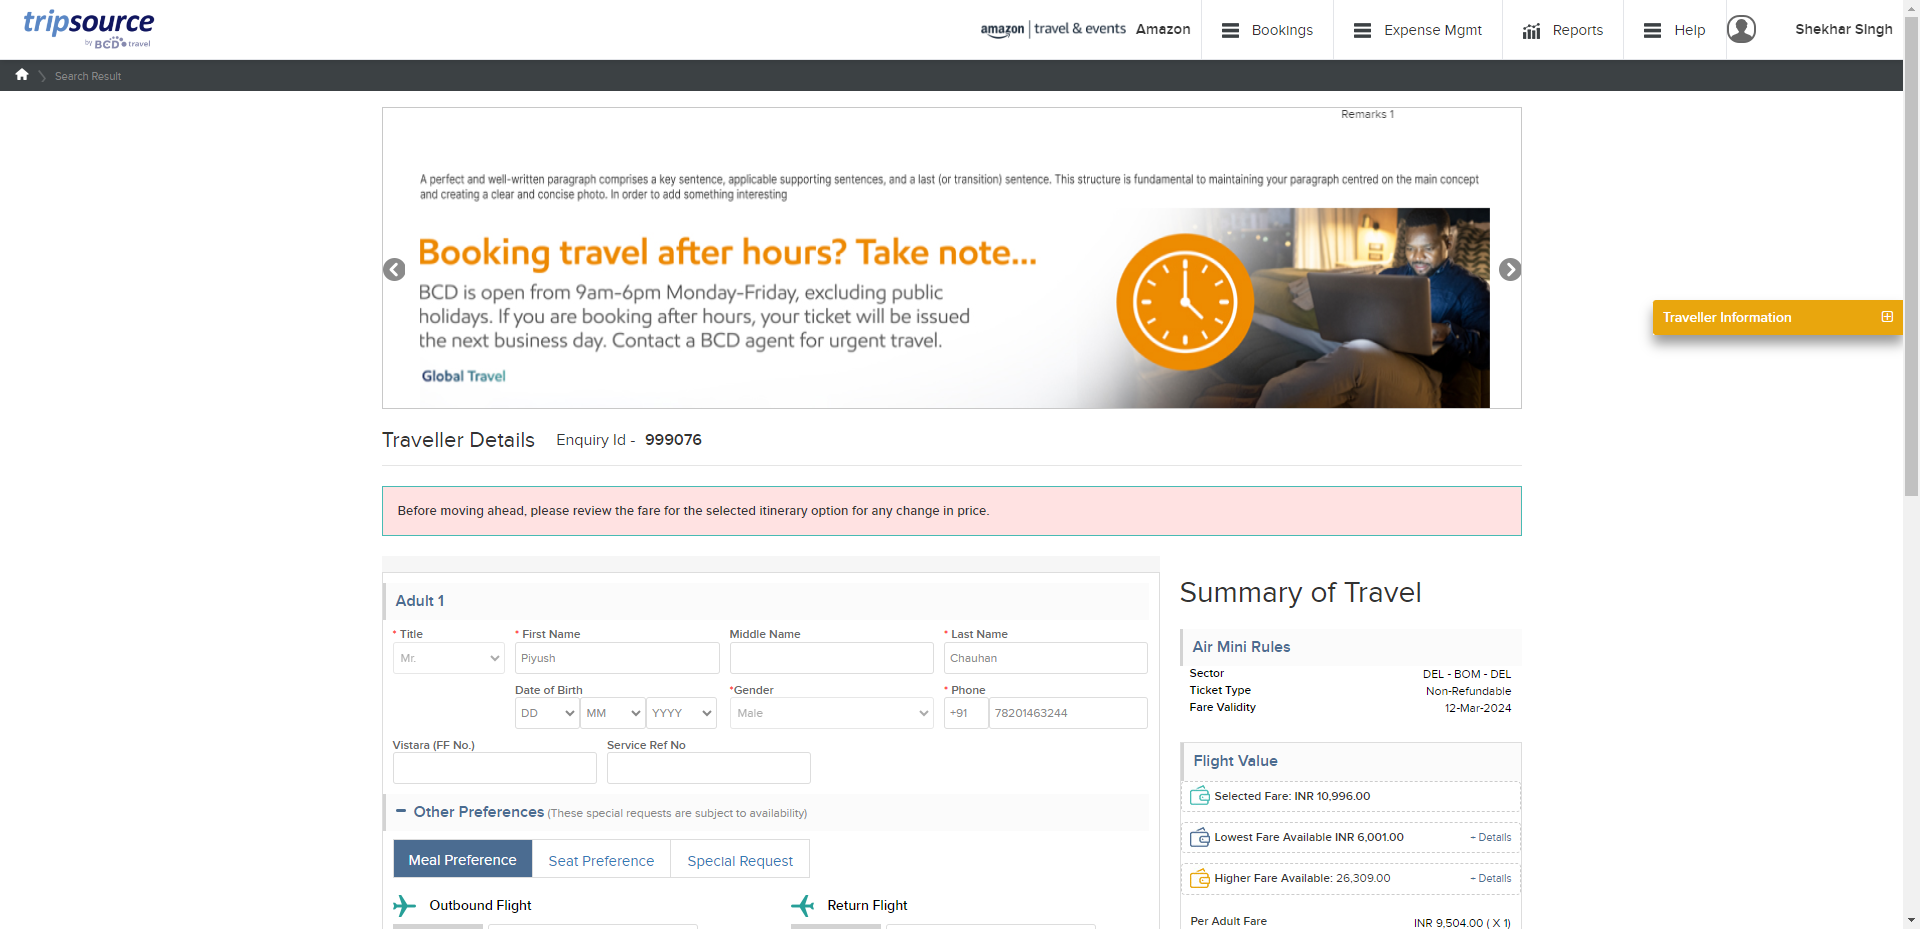 tripsource
by BCD travel
amazon travel & events Amazon
Bookings
Expense Mgmt
Reports
Help
Shekhar Singh
Search Result
Remarks 1
A perfect and well-written paragraph comprises a key sentence, applicable supporting sentences, and a last (or transition) sentence. This structure is fundamental to maintaining your paragraph centred on the main concept
and creating a clear and concise photo. In order to add something interesting
Booking travel after hours? Take note...
BCD is open from 9am-6pm Monday-Friday, excluding public
holidays. If you are booking after hours, your ticket will be issued
the next business day. Contact a BCD agent for urgent travel.
Global Travel
Traveller Information
Traveller Details Enquiry Id - 999076
Before moving ahead, please review the fare for the selected itinerary option for any change in price.
Adult 1
* Title * First Name Middle Name * Last Name
Mr. Piyush Chauhan
Date of Birth *Gender * Phone
DD MM YYYY Male +91 78201463244
Vistara (FF No.) Service Ref No
− Other Preferences (These special requests are subject to availability)
Meal Preference Seat Preference Special Request
Outbound Flight Return Flight
Summary of Travel
Air Mini Rules
Sector DEL - BOM - DEL
Ticket Type Non-Refundable
Fare Validity 12-Mar-2024
Flight Value
Selected Fare: INR 10,996.00
Lowest Fare Available INR 6,001.00 - Details
Higher Fare Available: 26,309.00 - Details
Per Adult Fare INR 9,504.00 ( X 1)